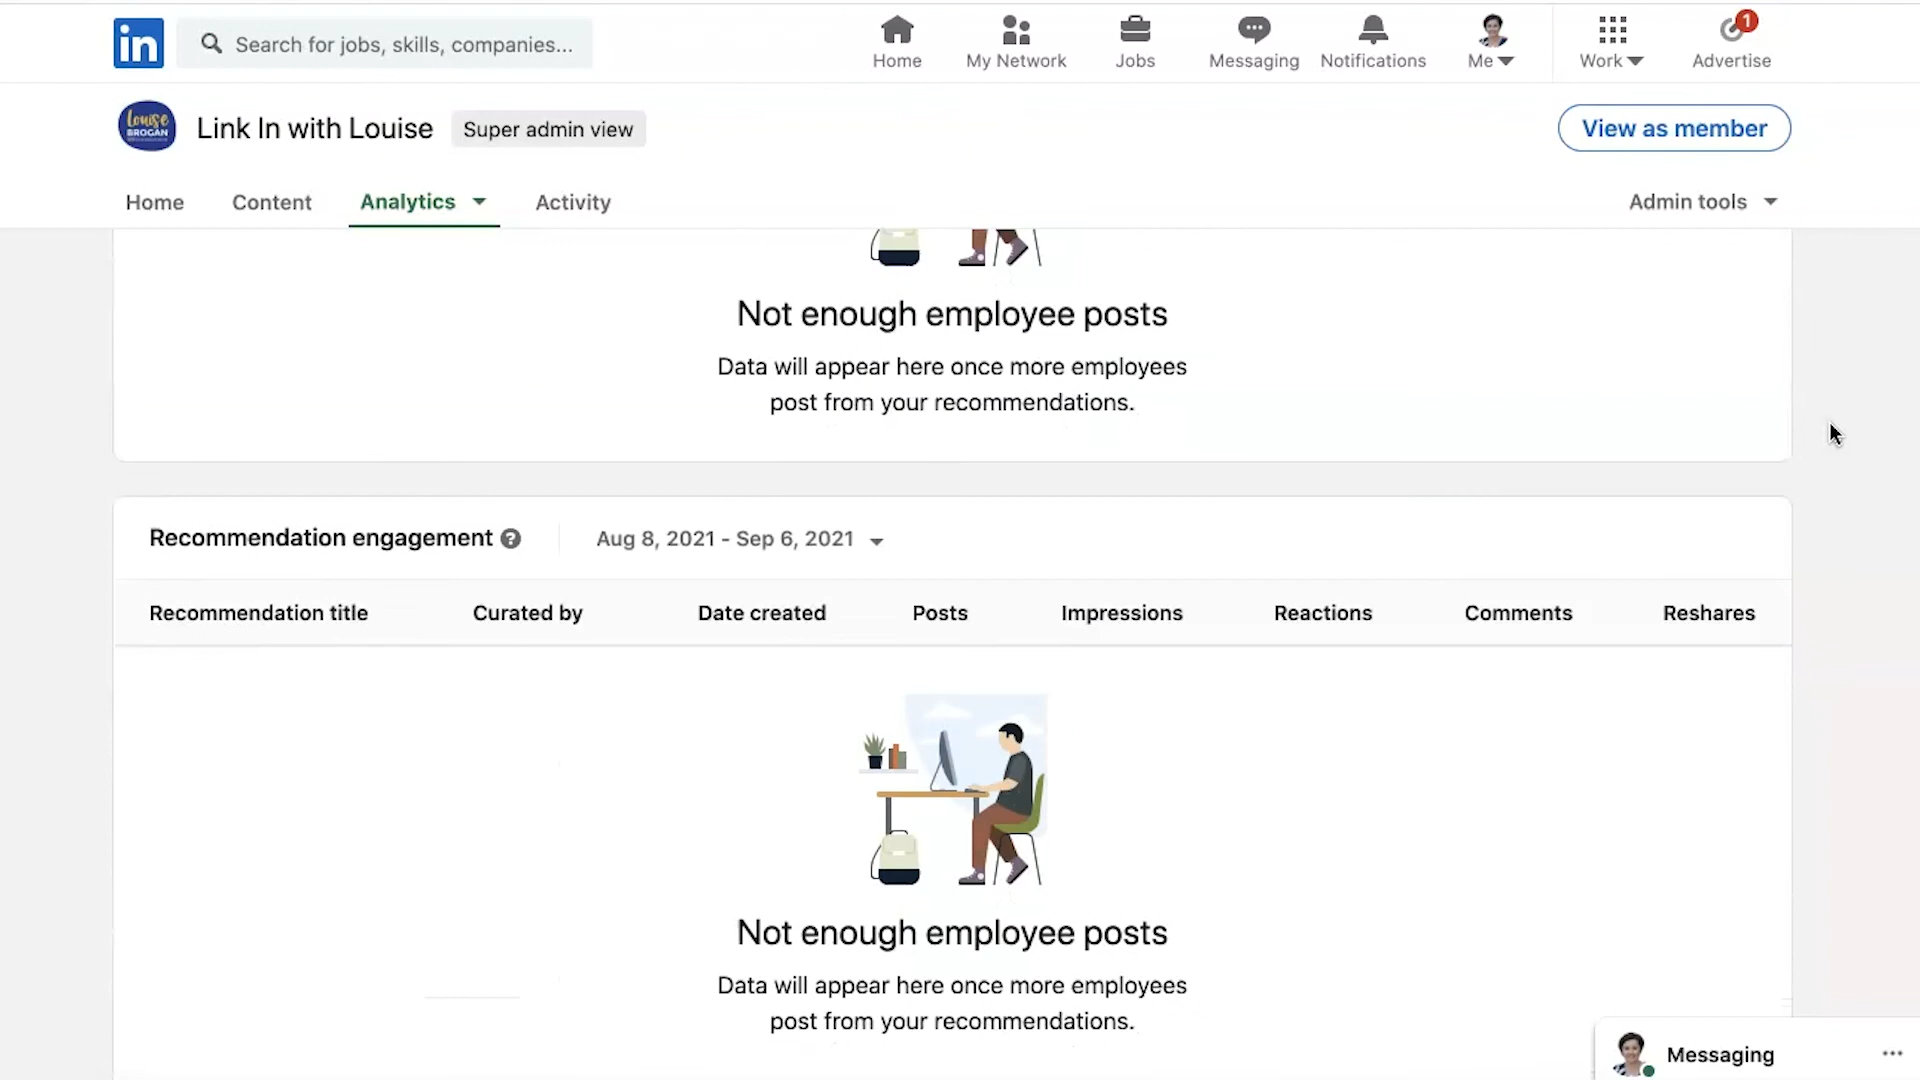 in
Search for jobs, skills, companies...
Home
My Network
Jobs
Messaging
Notifications
Me
Work
1
Advertise
Louise
BROGAN
Link In with Louise
Super admin view
View as member
Home
Content
Analytics
Activity
Admin tools
Not enough employee posts
Data will appear here once more employees
post from your recommendations.
Recommendation engagement ?
Aug 8, 2021 - Sep 6, 2021
Recommendation title
Curated by
Date created
Posts
Impressions
Reactions
Comments
Reshares
Not enough employee posts
Data will appear here once more employees
post from your recommendations.
Messaging